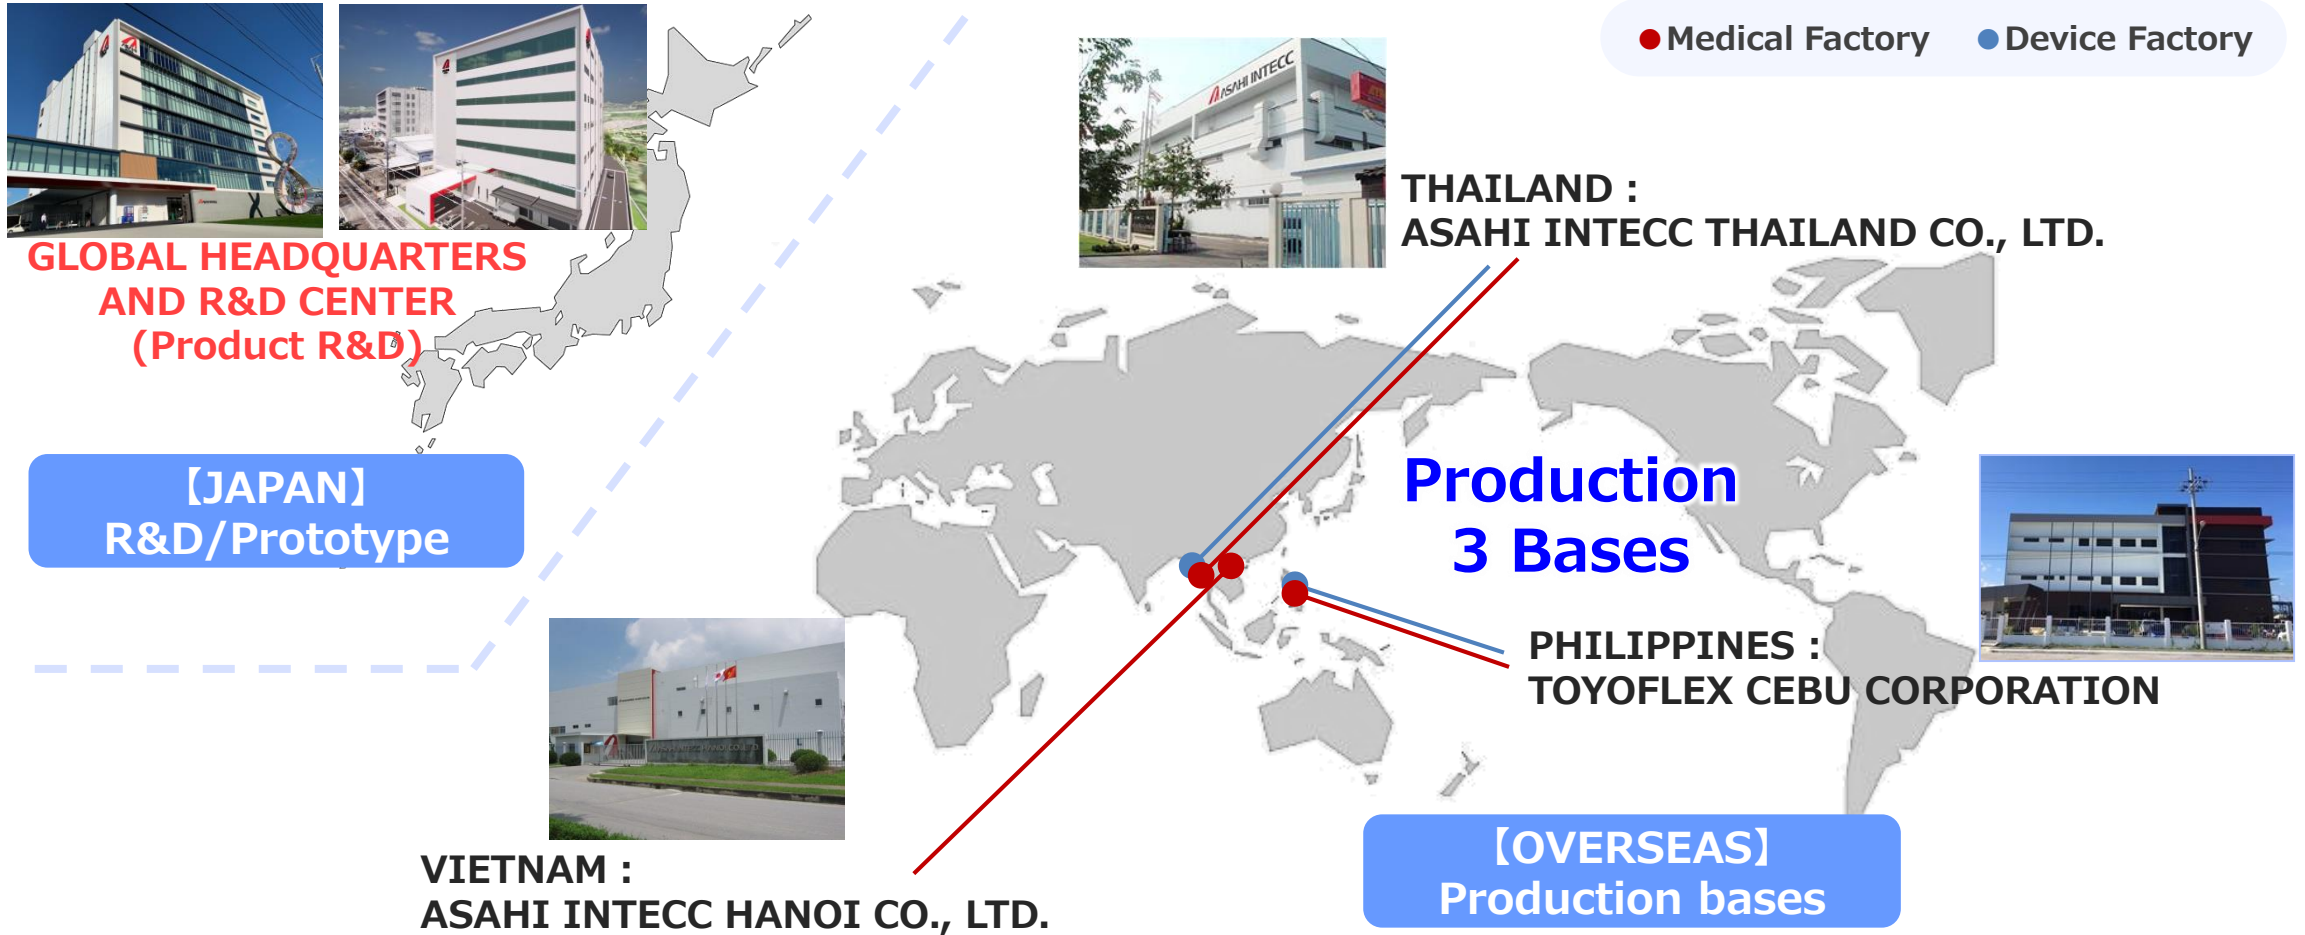 Medical Factory
Device Factory
ASAHI INTECC
THAILAND :
ASAHI INTECC THAILAND CO., LTD.
GLOBAL HEADQUARTERS
AND R&D CENTER
(Product R&D)
【JAPAN】
R&D/Prototype
Production
3 Bases
PHILIPPINES :
TOYOFLEX CEBU CORPORATION
VIETNAM :
ASAHI INTECC HANOI CO., LTD.
【OVERSEAS】
Production bases